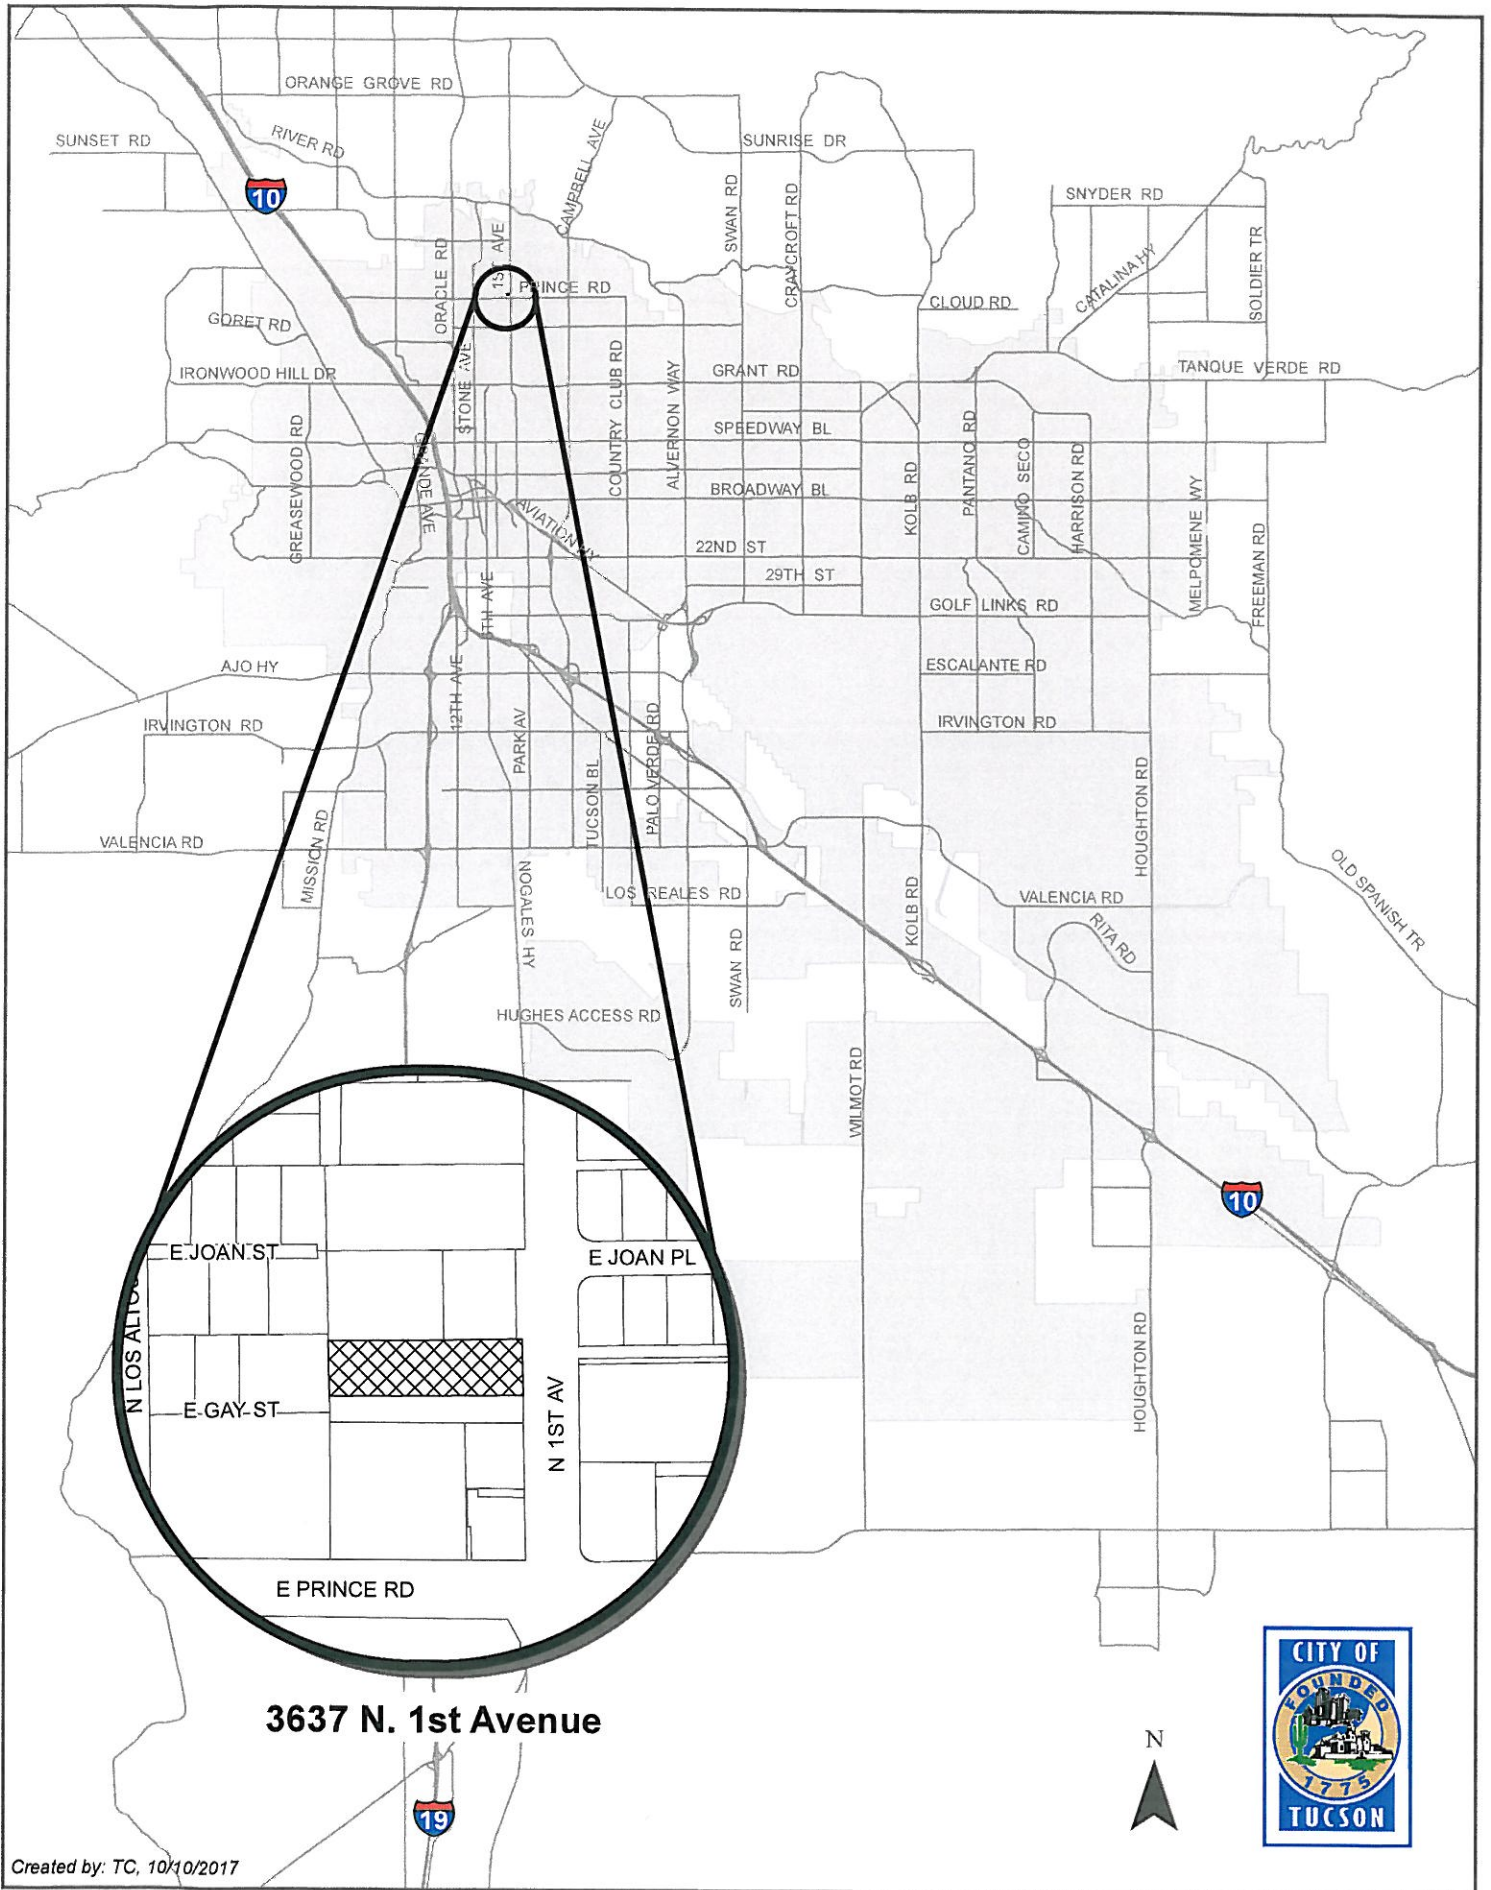 ORANGE GROVE RD
SUNSET RD
RIVER RD
CAMPBELL AVE
SUNRISE DR
10
SWAN RD
CRAYCROFT RD
SNYDER RD
ORACLE RD
AVE
PRINCE RD
CATALINA HY
SOLDIER TR
CLOUD RD
GORET RD
IRONWOOD HILL DR
STONE AVE
COUNTRY CLUB RD
ALVERNON WAY
GRANT RD
TANQUE VERDE RD
SPEEDWAY BL
GREASEWOOD RD
GRANDE AVE
BROADWAY BL
KOLB RD
PANTANO RD
CAMINO SECO
HARRISON RD
MELPOMENE WY
FREEMAN RD
AVIATION HY
22ND ST
29TH ST
GOLF LINKS RD
AJO HY
12TH AVE
ESCALANTE RD
IRVINGTON RD
PARK AV
PALO VERDE RD
IRVINGTON RD
TUCSON BL
HOUGHTON RD
VALENCIA RD
MISSION RD
NOGALES HY
LOS REALES RD
SWAN RD
KOLB RD
VALENCIA RD
RITA RD
OLD SPANISH TR
HUGHES ACCESS RD
WILMOT RD
10
E JOAN ST
E JOAN PL
N LOS ALTOS
E GAY ST
N 1ST AV
HOUGHTON RD
E PRINCE RD
3637 N. 1st Avenue
19
N
CITY OF
FOUNDED
1775
TUCSON
Created by: TC, 10/10/2017